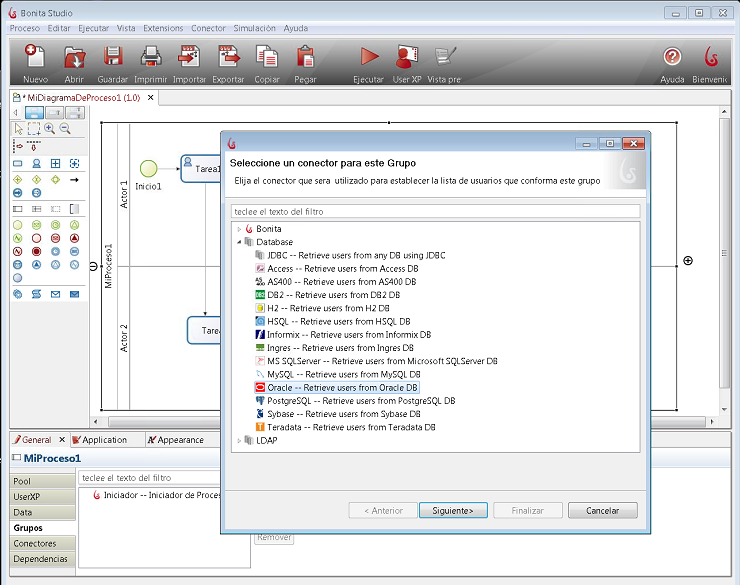 Bonita Studio
Proceso Editar Ejecutar Vista Extensions Conector Simulación Ayuda
Nuevo Abrir Guardar Imprimir Importar Exportar Copiar Pegar Ejecutar User XP Vista pre Ayuda Bienveni
* MiDiagramaDeProceso1 (1.0)
MiProceso1
Actor 1
Inicio1
Tarea1
Actor 2
Tarea
Seleccione un conector para este Grupo
Elija el conector que sera utilizado para establecer la lista de usuarios que conforma este grupo
teclee el texto del filtro
Bonita
Database
JDBC -- Retrieve users from any DB using JDBC
Access -- Retrieve users from Access DB
AS400 -- Retrieve users from AS400 DB
DB2 -- Retrieve users from DB2 DB
H2 -- Retrieve users from H2 DB
HSQL -- Retrieve users from HSQL DB
Informix -- Retrieve users from Informix DB
Ingres -- Retrieve users from Ingres DB
MS SQLServer -- Retrieve users from Microsoft SQLServer DB
MySQL -- Retrieve users from MySQL DB
Oracle -- Retrieve users from Oracle DB
PostgreSQL -- Retrieve users from PostgreSQL DB
Sybase -- Retrieve users from Sybase DB
Teradata -- Retrieve users from Teradata DB
LDAP
< Anterior Siguiente> Finalizar Cancelar
General Application Appearance
MiProceso1
Pool
UserXP
Data
Grupos
Conectores
Dependencias
teclee el texto del filtro
Iniciador -- Iniciador de Proces
Remover